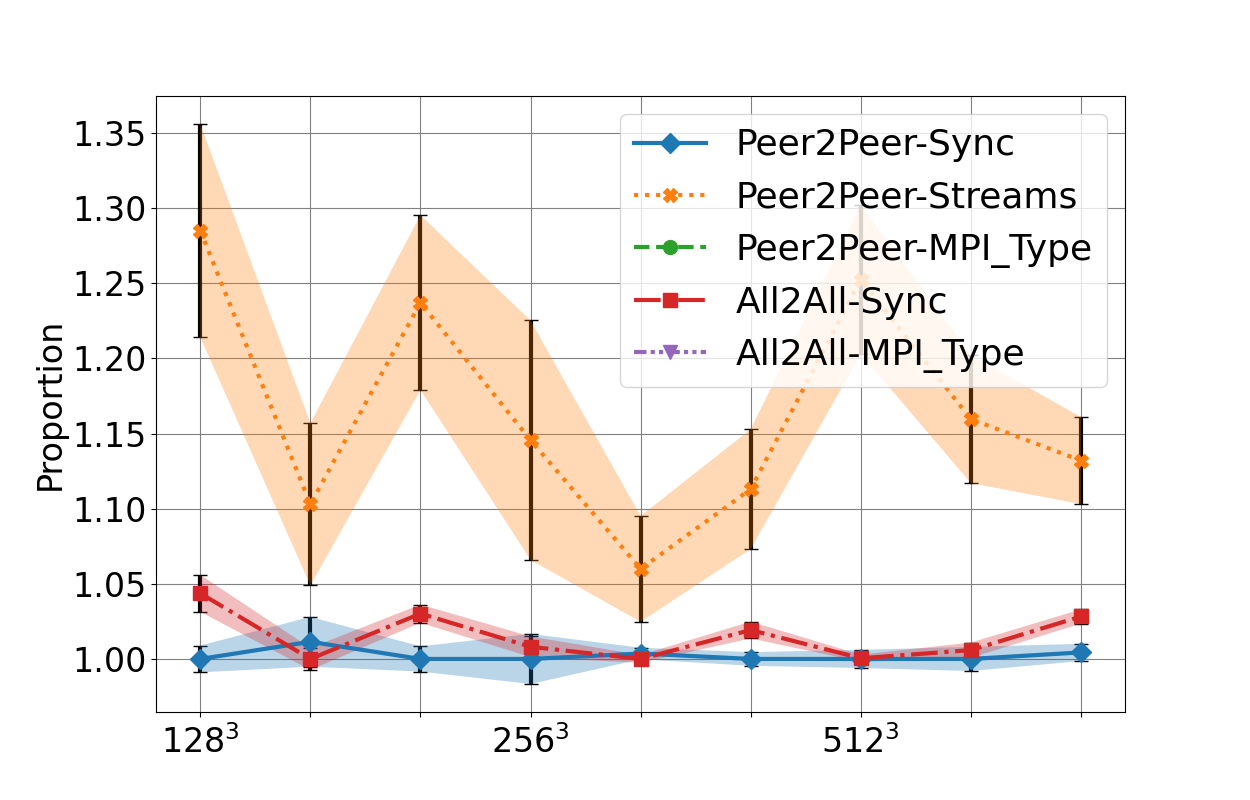 Proportion
1.35
1.30
1.25
1.20
1.15
1.10
1.05
1.00
128³
256³
512³
Peer2Peer-Sync
Peer2Peer-Streams
Peer2Peer-MPI_Type
All2All-Sync
All2All-MPI_Type